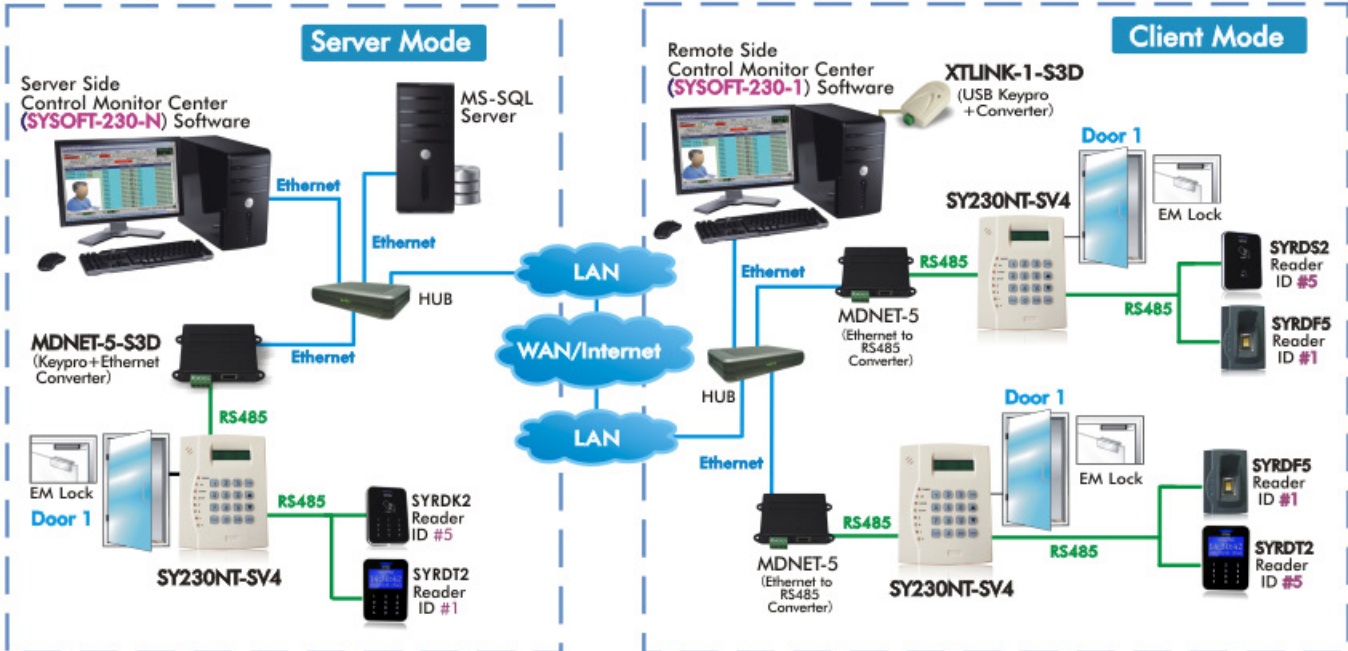 Server Mode
Server Side
Control Monitor Center
(SYSOFT-230-N) Software
MS-SQL
Server
Ethernet
Ethernet
HUB
MDNET-5-S3D
(Keypro+Ethernet
Converter)
Ethernet
RS485
EM Lock
Door 1
RS485
SY230NT-SV4
SYRDK2
Reader
ID #5
SYRDT2
Reader
ID #1
LAN
WAN/Internet
LAN
Client Mode
Remote Side
Control Monitor Center
(SYSOFT-230-1) Software
XTLINK-1-S3D
(USB Keypro
+Converter)
Door 1
EM Lock
SY230NT-SV4
Ethernet
RS485
MDNET-5
(Ethernet to
RS485
Converter)
RS485
SYRDS2
Reader
ID #5
SYRDF5
Reader
ID #1
HUB
Ethernet
Door 1
EM Lock
MDNET-5
(Ethernet to
RS485
Converter)
RS485
SY230NT-SV4
RS485
SYRDF5
Reader
ID #1
SYRDT2
Reader
ID #5